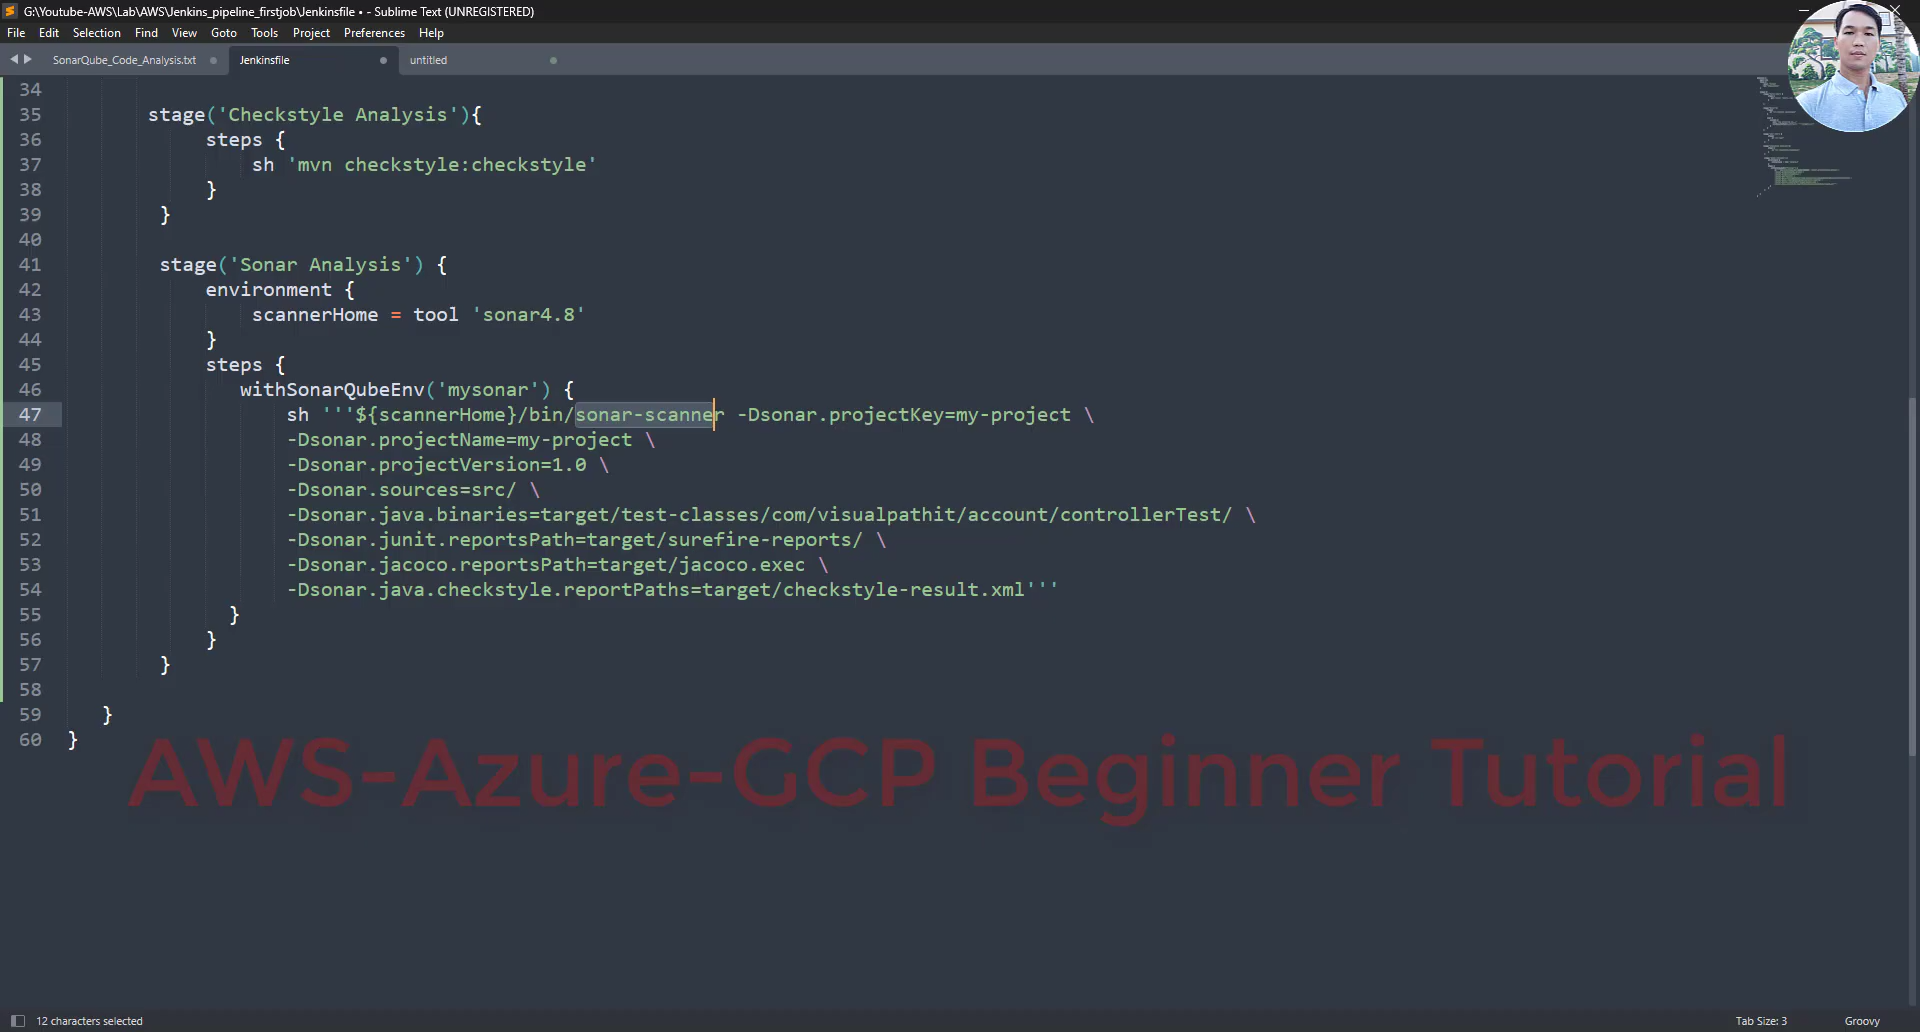 G:\Youtube-AWS\Lab\AWS\Jenkins_pipeline_firstjob\Jenkinsfile • - Sublime Text (UNREGISTERED)
File Edit Selection Find View Goto Tools Project Preferences Help
SonarQube_Code_Analysis.txt Jenkinsfile untitled
34
35 stage('Checkstyle Analysis'){
36 steps {
37 sh 'mvn checkstyle:checkstyle'
38 }
39 }
40
41 stage('Sonar Analysis') {
42 environment {
43 scannerHome = tool 'sonar4.8'
44 }
45 steps {
46 withSonarQubeEnv('mysonar') {
47 sh '''${scannerHome}/bin/sonar-scanner -Dsonar.projectKey=my-project \
48 -Dsonar.projectName=my-project \
49 -Dsonar.projectVersion=1.0 \
50 -Dsonar.sources=src/ \
51 -Dsonar.java.binaries=target/test-classes/com/visualpathit/account/controllerTest/ \
52 -Dsonar.junit.reportsPath=target/surefire-reports/ \
53 -Dsonar.jacoco.reportsPath=target/jacoco.exec \
54 -Dsonar.java.checkstyle.reportPaths=target/checkstyle-result.xml'''
55 }
56 }
57 }
58
59 }
60 }
AWS-Azure-GCP Beginner Tutorial
12 characters selected Tab Size: 3 Groovy